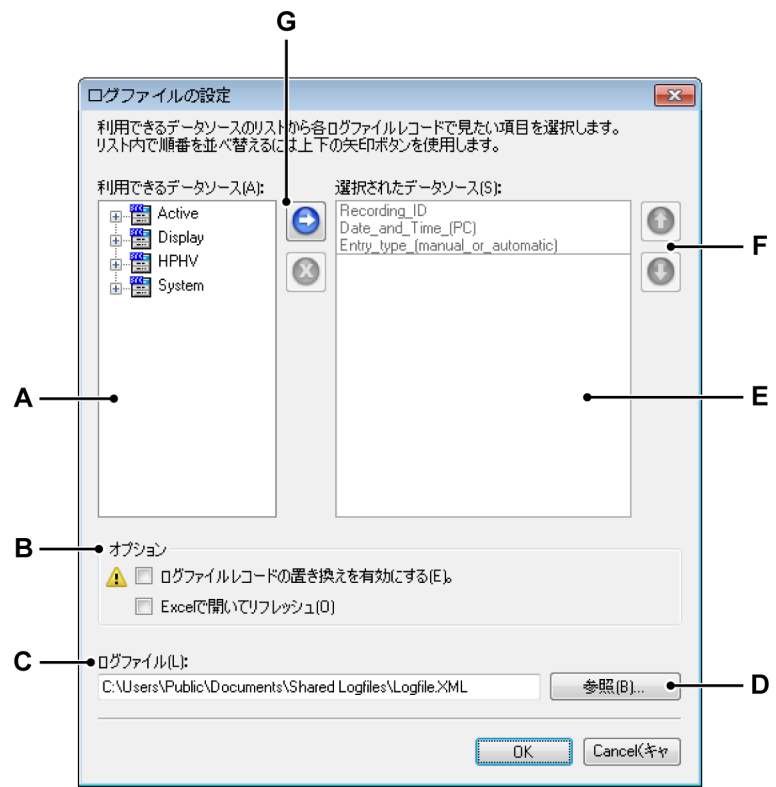 G
ログファイルの設定
利用できるデータソースのリストから各ログファイルレコードで見たい項目を選択します。
リスト内で順番を並べ替えるには上下の矢印ボタンを使用します。
利用できるデータソース(A):
選択されたデータソース(S):
Active
Display
HPHV
System
Recording_ID
Date_and_Time_(PC)
Entry_type_(manual_or_automatic)
F
A
E
B
オプション
ログファイルレコードの置き換えを有効にする(E)。
Excelで開いてリフレッシュ(O)
C
ログファイル(L):
C:\Users\Public\Documents\Shared Logfiles\Logfile.XML
参照(B)...
D
OK
Cancel(キャ